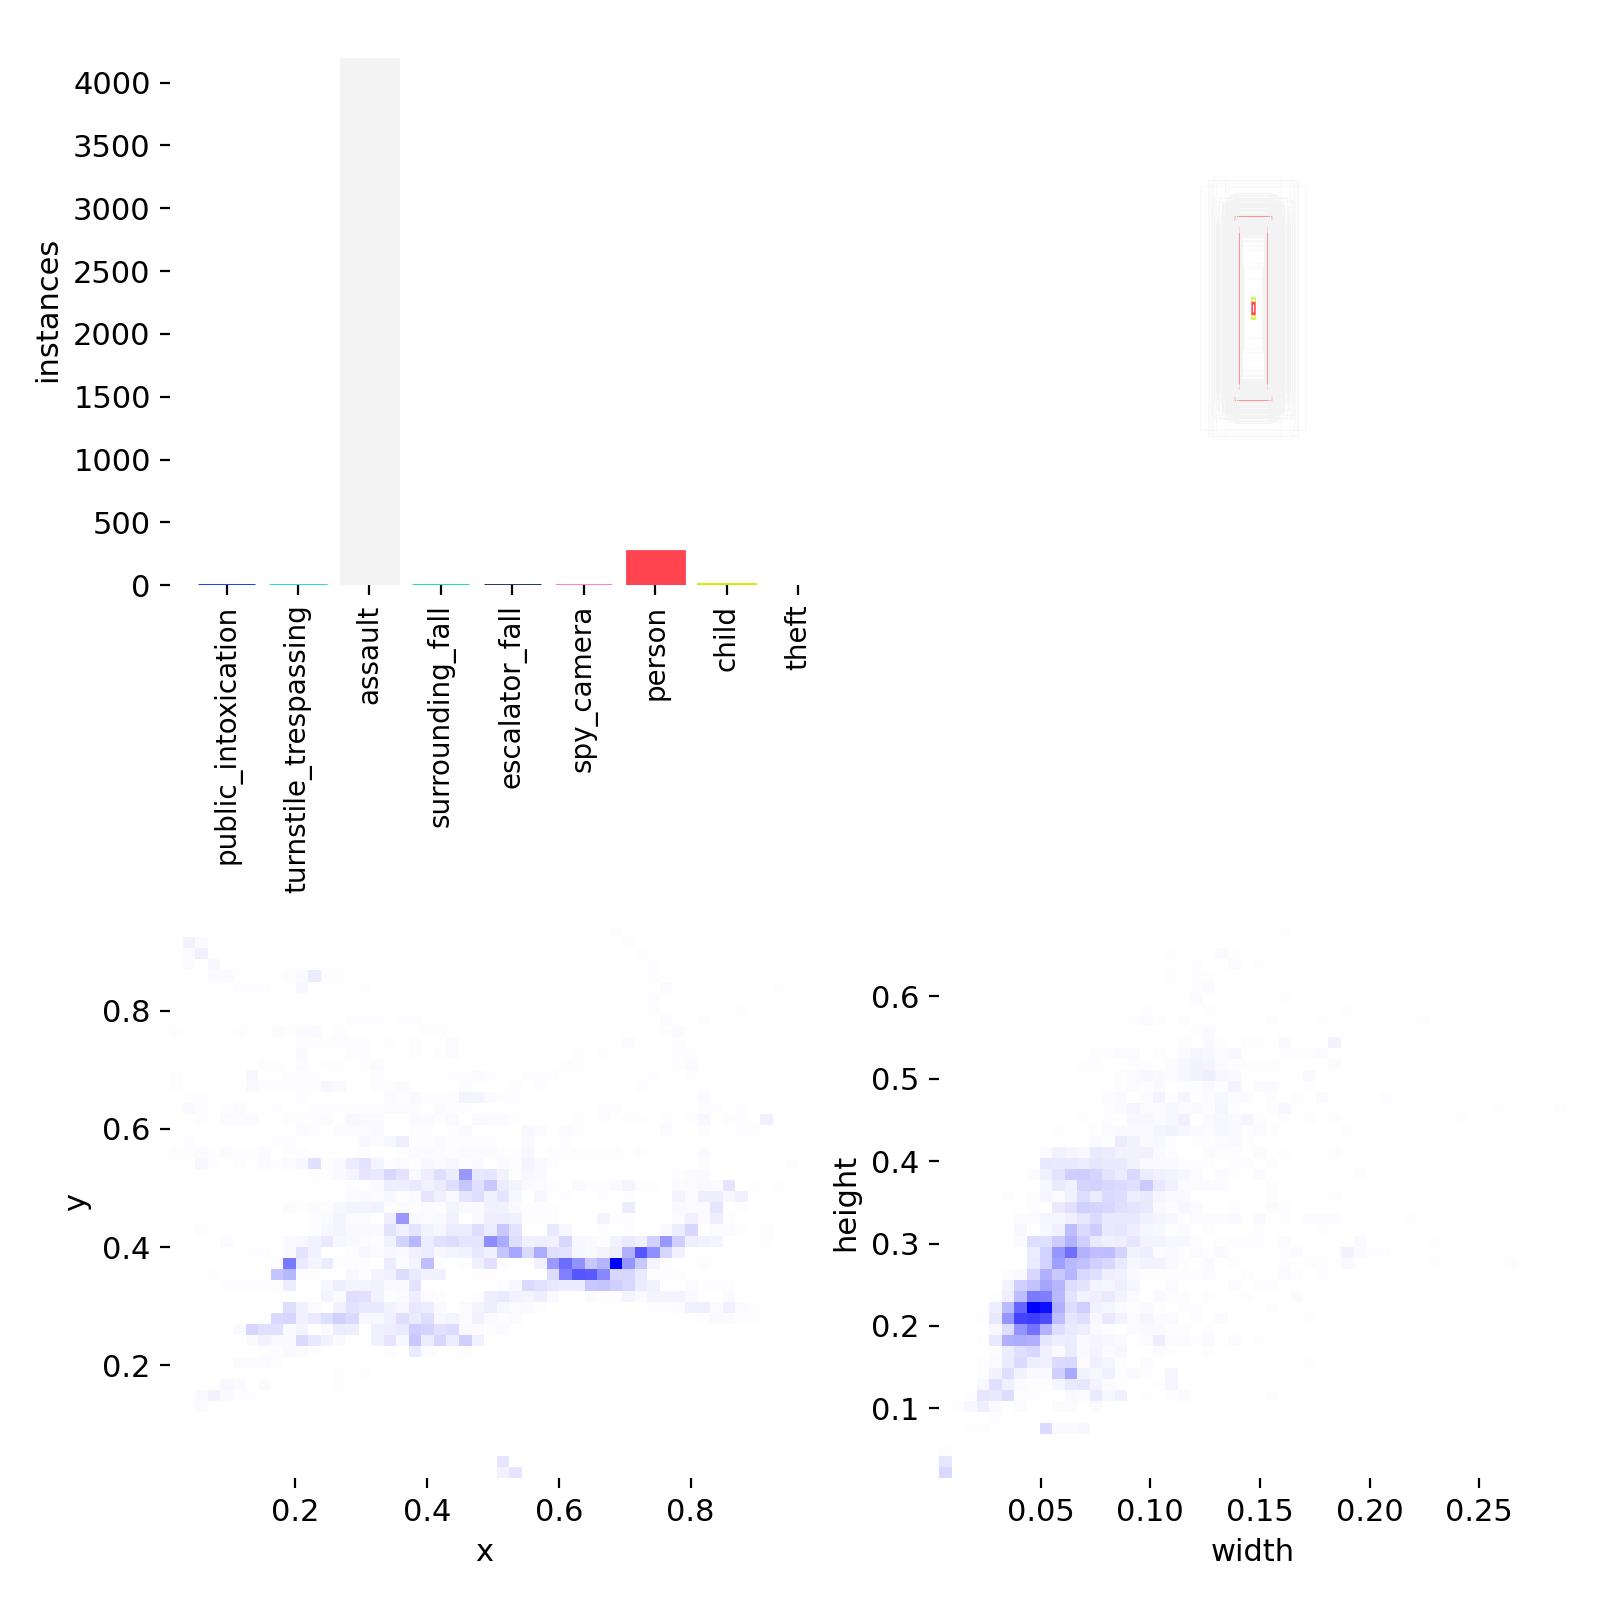 4000
3500
3000
2500
2000
1500
1000
500
0
instances
public_intoxication
turnstile_trespassing
assault
surrounding_fall
escalator_fall
spy_camera
person
child
theft
0.8
0.6
0.4
0.2
y
0.2 0.4 0.6 0.8
x
0.6
0.5
0.4
0.3
0.2
0.1
height
0.05 0.10 0.15 0.20 0.25
width